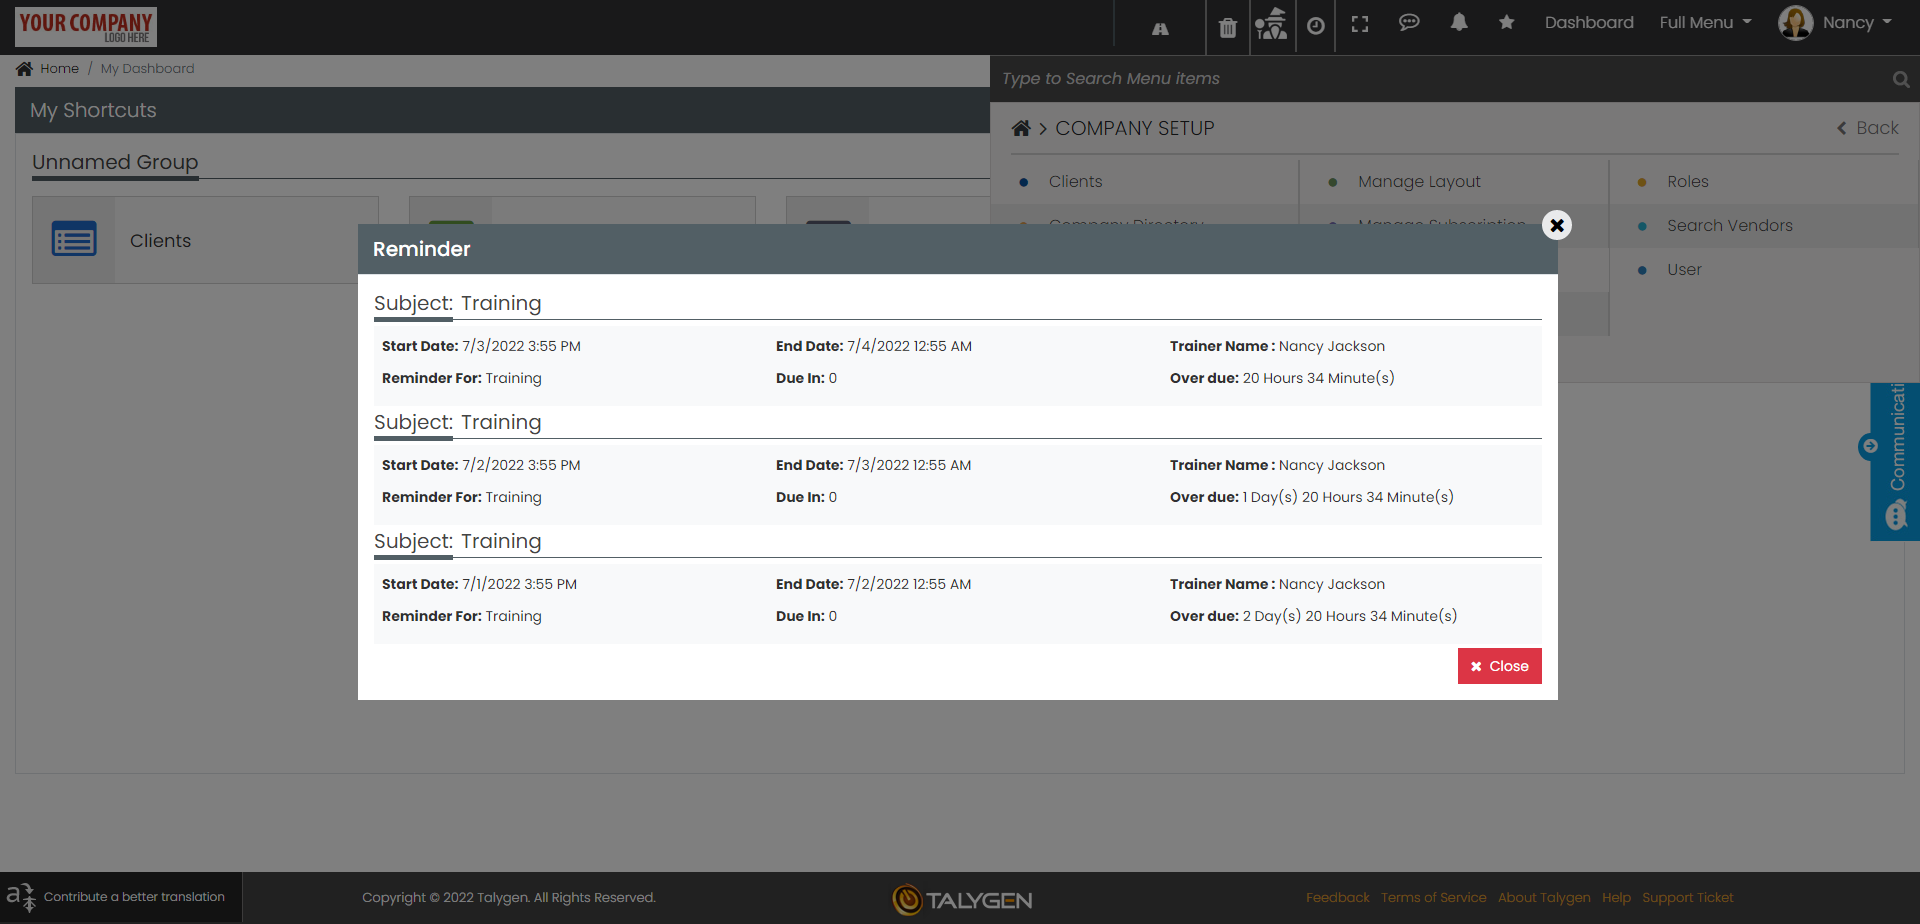 YOUR COMPANY
LOGO HERE
Dashboard
Full Menu
Nancy
Home / My Dashboard
Type to Search Menu items
My Shortcuts
COMPANY SETUP
Back
Unnamed Group
Clients
Manage Layout
Roles
Company Directory
Manage Subscription
Search Vendors
User
Clients
Reminder
Subject: Training
Start Date: 7/3/2022 3:55 PM
End Date: 7/4/2022 12:55 AM
Trainer Name : Nancy Jackson
Reminder For: Training
Due In: 0
Over due: 20 Hours 34 Minute(s)
Subject: Training
Start Date: 7/2/2022 3:55 PM
End Date: 7/3/2022 12:55 AM
Trainer Name : Nancy Jackson
Reminder For: Training
Due In: 0
Over due: 1 Day(s) 20 Hours 34 Minute(s)
Subject: Training
Start Date: 7/1/2022 3:55 PM
End Date: 7/2/2022 12:55 AM
Trainer Name : Nancy Jackson
Reminder For: Training
Due In: 0
Over due: 2 Day(s) 20 Hours 34 Minute(s)
Close
Communicati
Contribute a better translation
Copyright © 2022 Talygen. All Rights Reserved.
TALYGEN
Feedback Terms of Service About Talygen Help Support Ticket